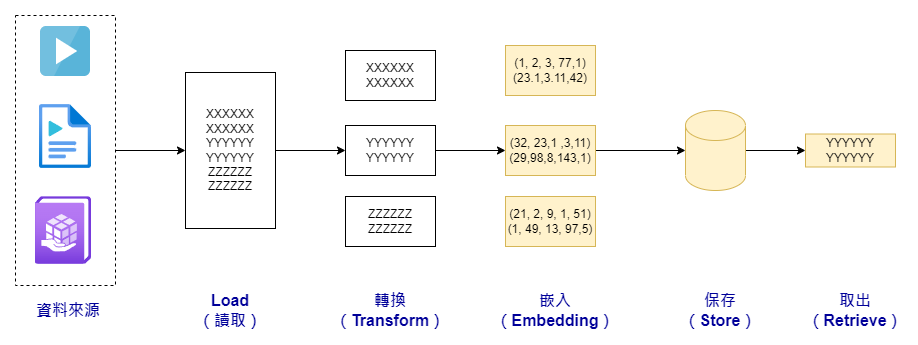 XXXXXX
XXXXXX
YYYYYY
YYYYYY
ZZZZZZ
ZZZZZZ
XXXXXX
XXXXXX
YYYYYY
YYYYYY
ZZZZZZ
ZZZZZZ
(1, 2, 3, 77,1)
(23.1,3.11,42)
(32, 23,1 ,3,11)
(29,98,8,143,1)
(21, 2, 9, 1, 51)
(1, 49, 13, 97,5)
YYYYYY
YYYYYY
資料來源
Load
（讀取）
轉換
（Transform）
嵌入
（Embedding）
保存
（Store）
取出
（Retrieve）